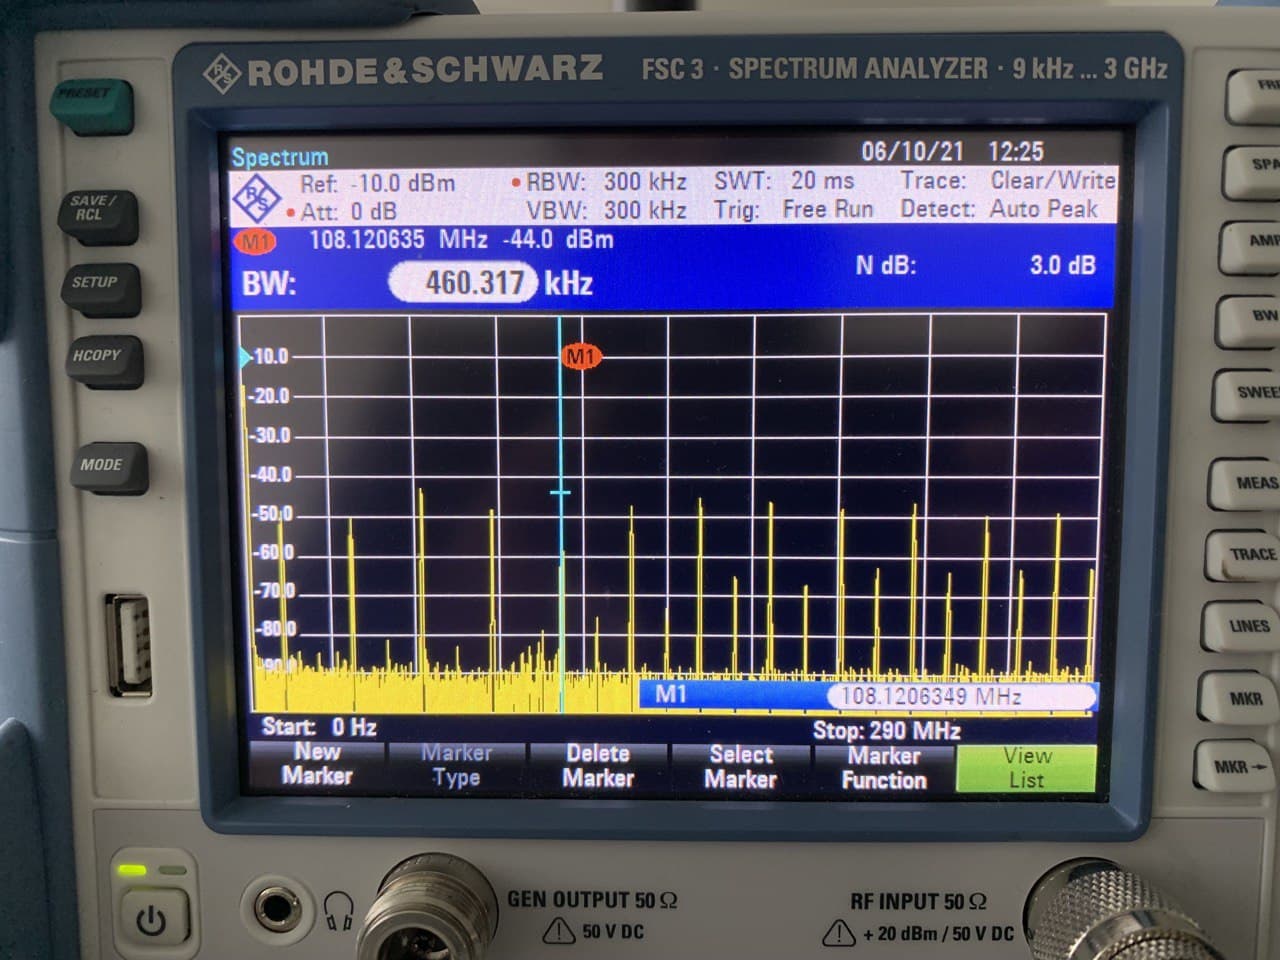 ROHDE&SCHWARZ FSC 3 · SPECTRUM ANALYZER · 9 kHz ... 3 GHz
PRESET
SAVE /
RCL
SETUP
HCOPY
MODE
Spectrum 06/10/21 12:25
R/S Ref: -10.0 dBm • RBW: 300 kHz SWT: 20 ms Trace: Clear/Write
• Att: 0 dB VBW: 300 kHz Trig: Free Run Detect: Auto Peak
M1 108.120635 MHz -44.0 dBm
BW: 460.317 kHz N dB: 3.0 dB
M1
-10.0
-20.0
-30.0
-40.0
-50.0
-60.0
-70.0
-80.0
-90.0
M1 108.1206349 MHz
Start: 0 Hz Stop: 290 MHz
New Marker
Marker Type
Delete Marker
Select Marker
Marker Function
View List
FRE
SPA
AMP
BW
SWEE
MEAS
TRACE
LINES
MKR
MKR→
GEN OUTPUT 50 Ω
50 V DC
RF INPUT 50 Ω
+ 20 dBm / 50 V DC